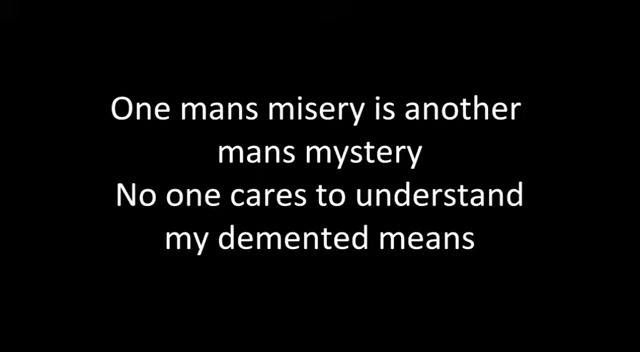 One mans misery is another
mans mystery
No one cares to understand
my demented means